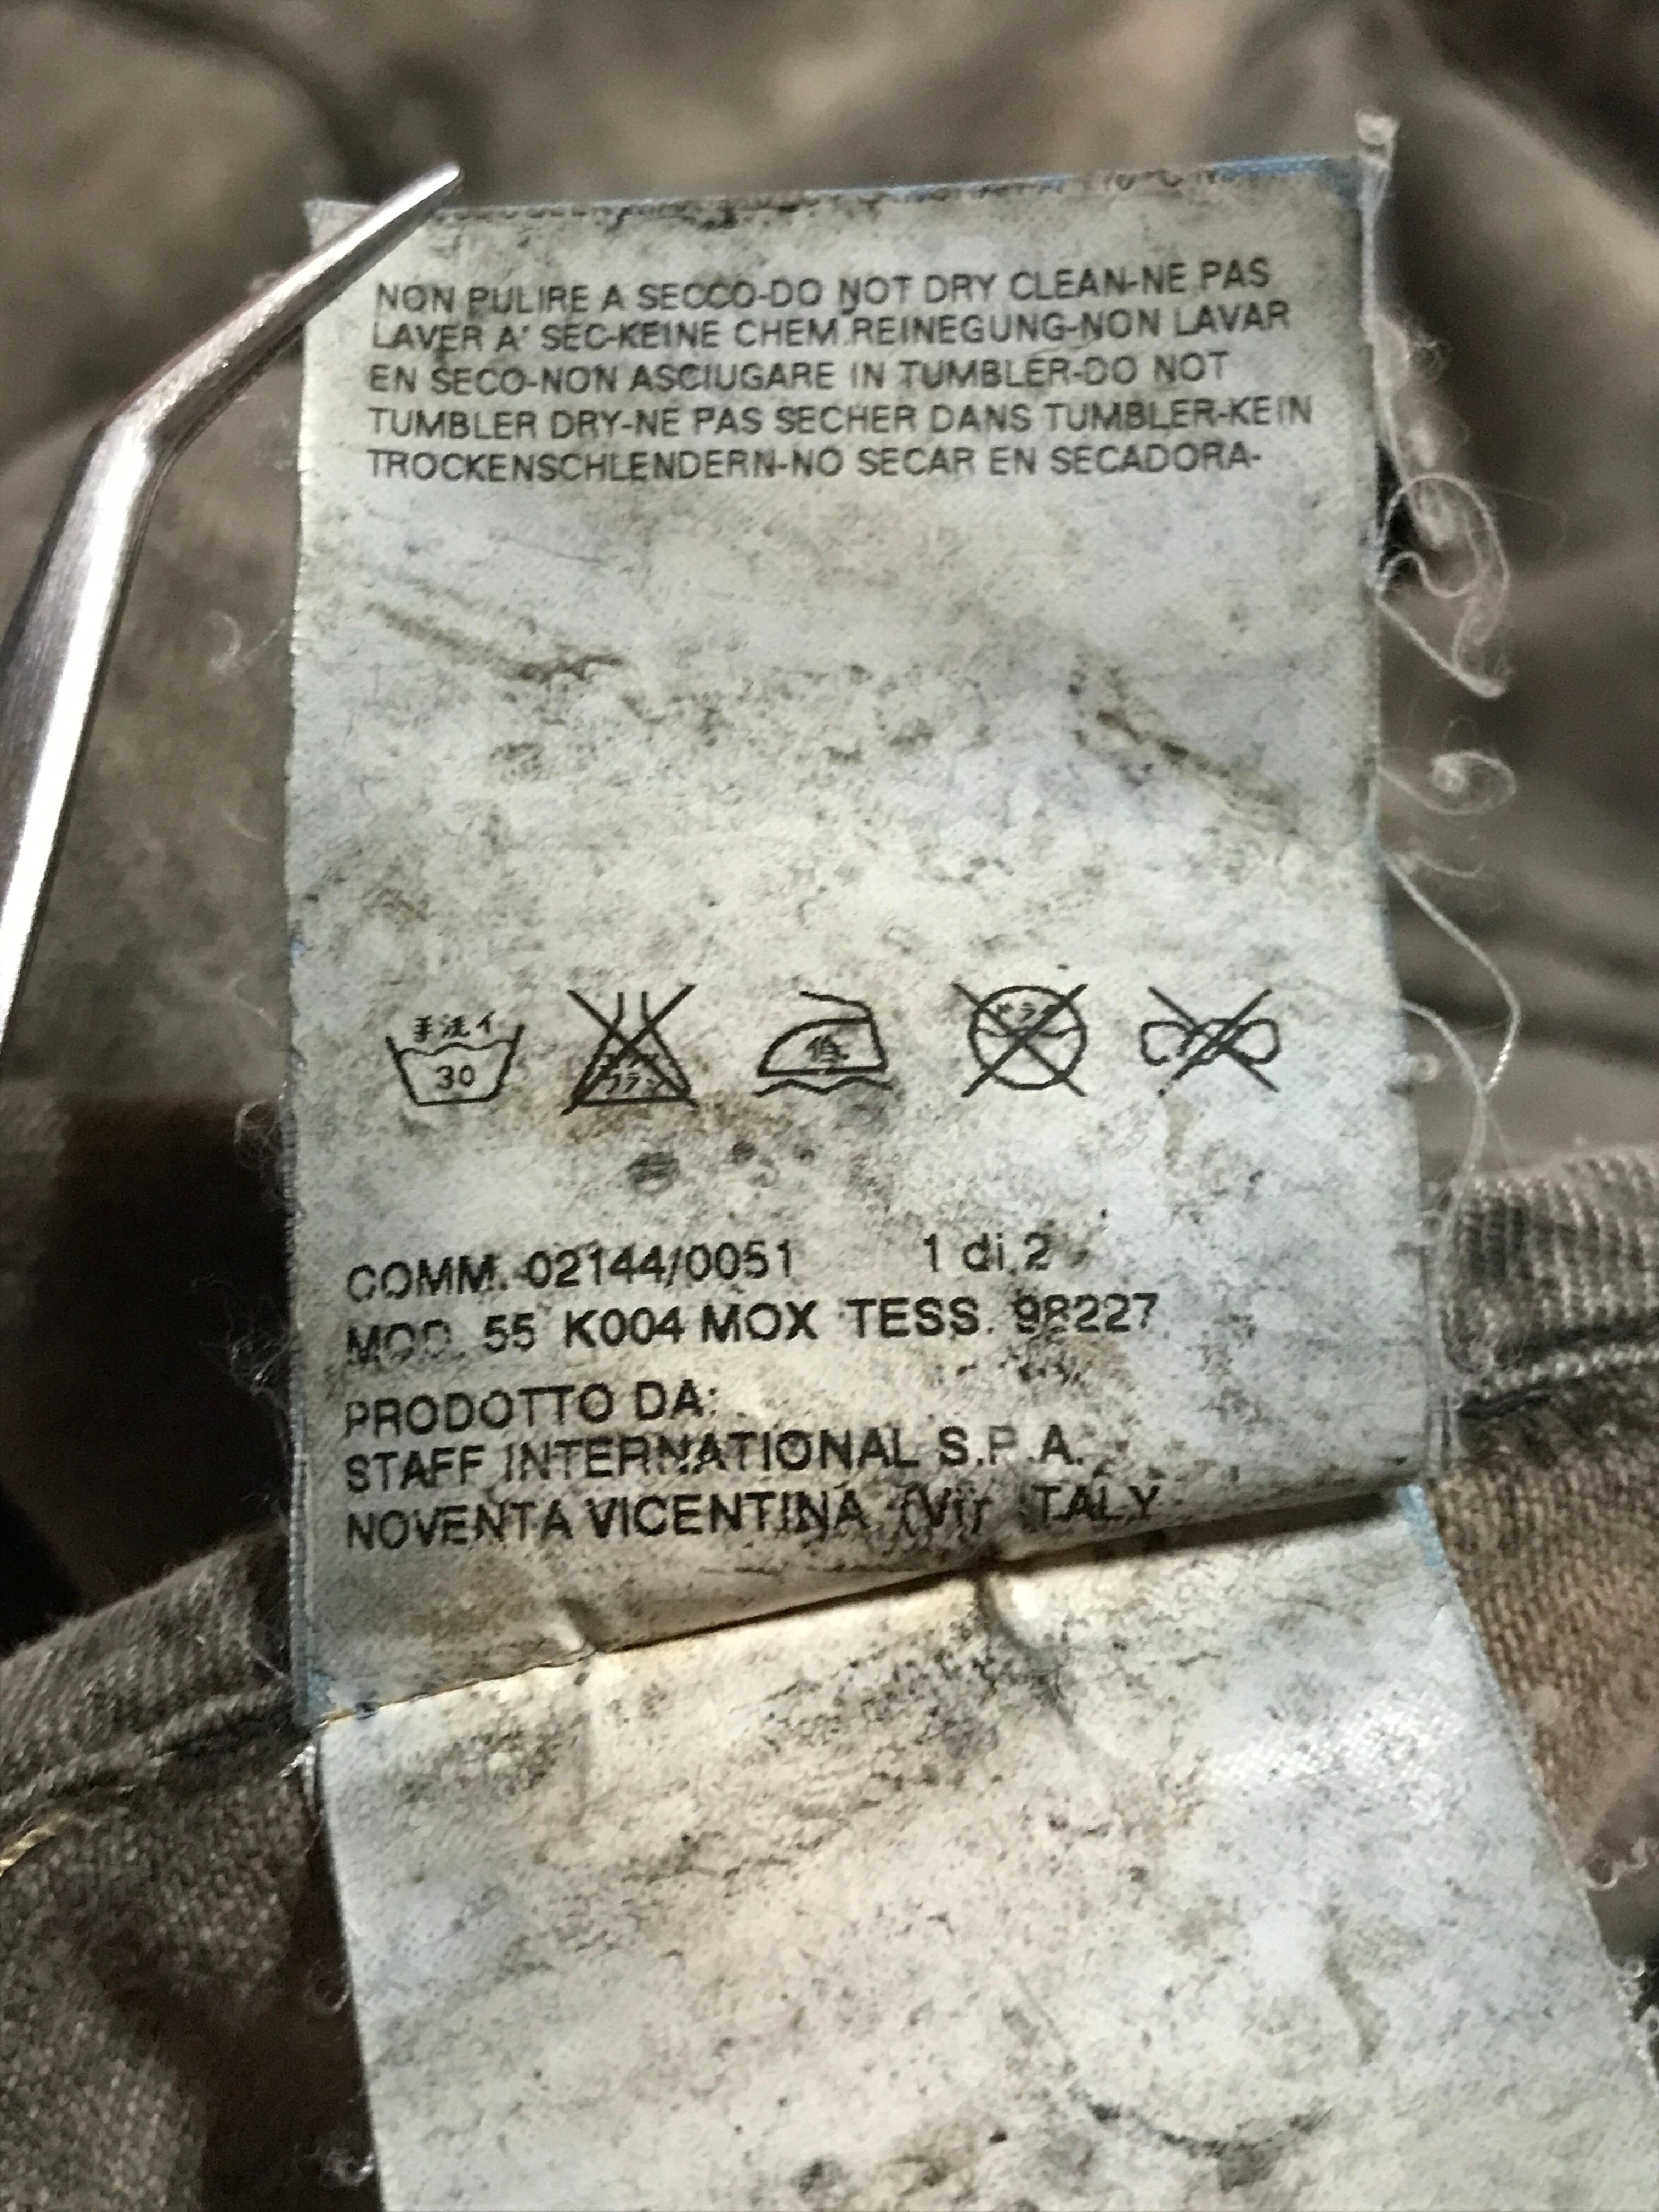 NON PULIRE A SECCO-DO NOT DRY CLEAN-NE PAS
LAVER A' SEC-KEINE CHEM.REINEGUNG-NON LAVAR
EN SECO-NON ASCIUGARE IN TUMBLER-DO NOT
TUMBLER DRY-NE PAS SECHER DANS TUMBLER-KEIN
TROCKENSCHLENDERN-NO SECAR EN SECADORA-
手洗イ
30
低
COMM. 02144/0051 1 di 2
MOD. 55 K004 MOX TESS. 98227
PRODOTTO DA:
STAFF INTERNATIONAL S.P.A.
NOVENTA VICENTINA (VI) ITALY